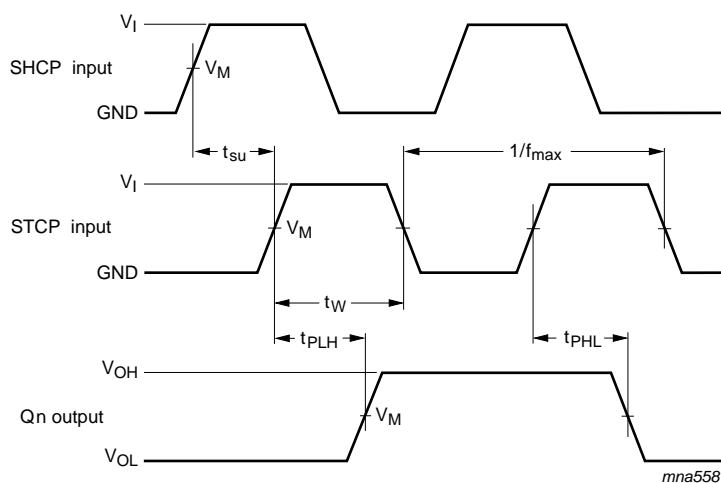 VI
SHCP input
VM
GND
tsu
1/fmax
VI
STCP input
VM
GND
tW
tPLH
tPHL
VOH
Qn output
VM
VOL
mna558